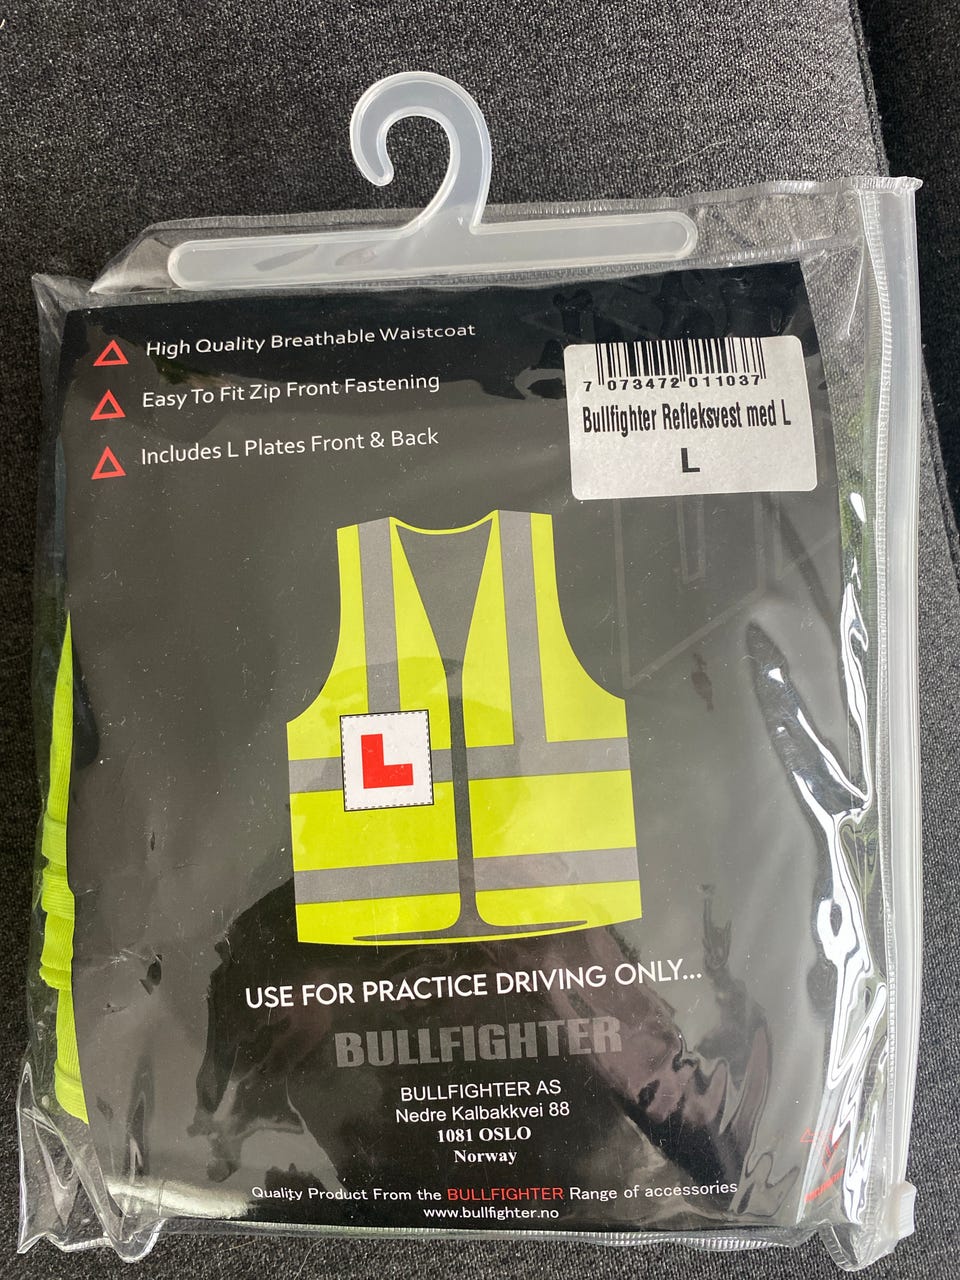 High Quality Breathable Waistcoat
Easy To Fit Zip Front Fastening
Includes L Plates Front & Back
7 073472 011037
Bullfighter Refleksvest med L
L
L
USE FOR PRACTICE DRIVING ONLY...
BULLFIGHTER
BULLFIGHTER AS
Nedre Kalbakkvei 88
1081 OSLO
Norway
Quality Product From the BULLFIGHTER Range of accessories
www.bullfighter.no